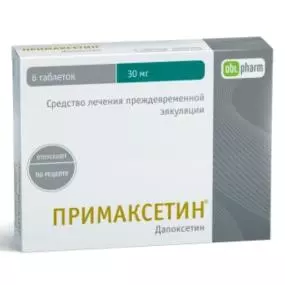 6 таблеток
30 мг
obl pharm
Средство лечения преждевременной
эякуляции
ОТПУСКАЮТ
ПО РЕЦЕПТУ
ПРИМАКСЕТИН®
Дапоксетин